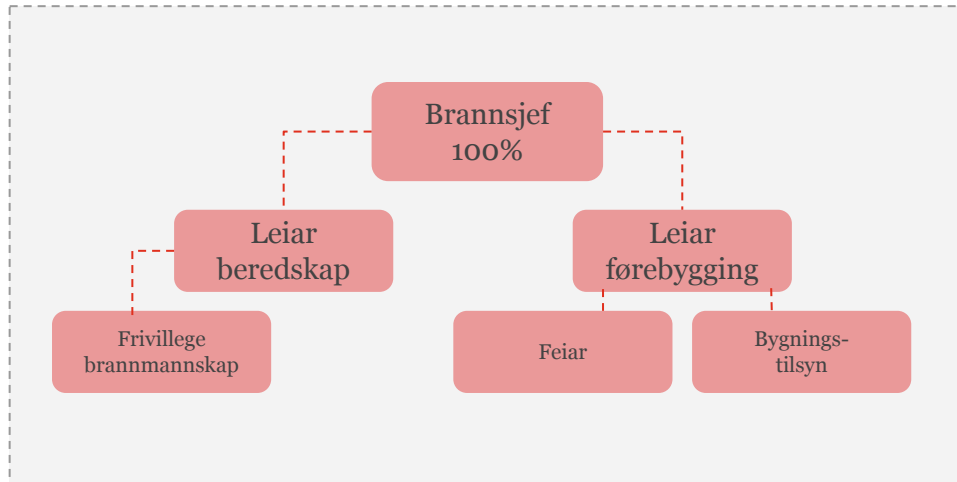 Brannsjef
100%
Leiar
beredskap
Leiar
førebygging
Frivillege
brannmannskap
Feiar
Bygnings-
tilsyn